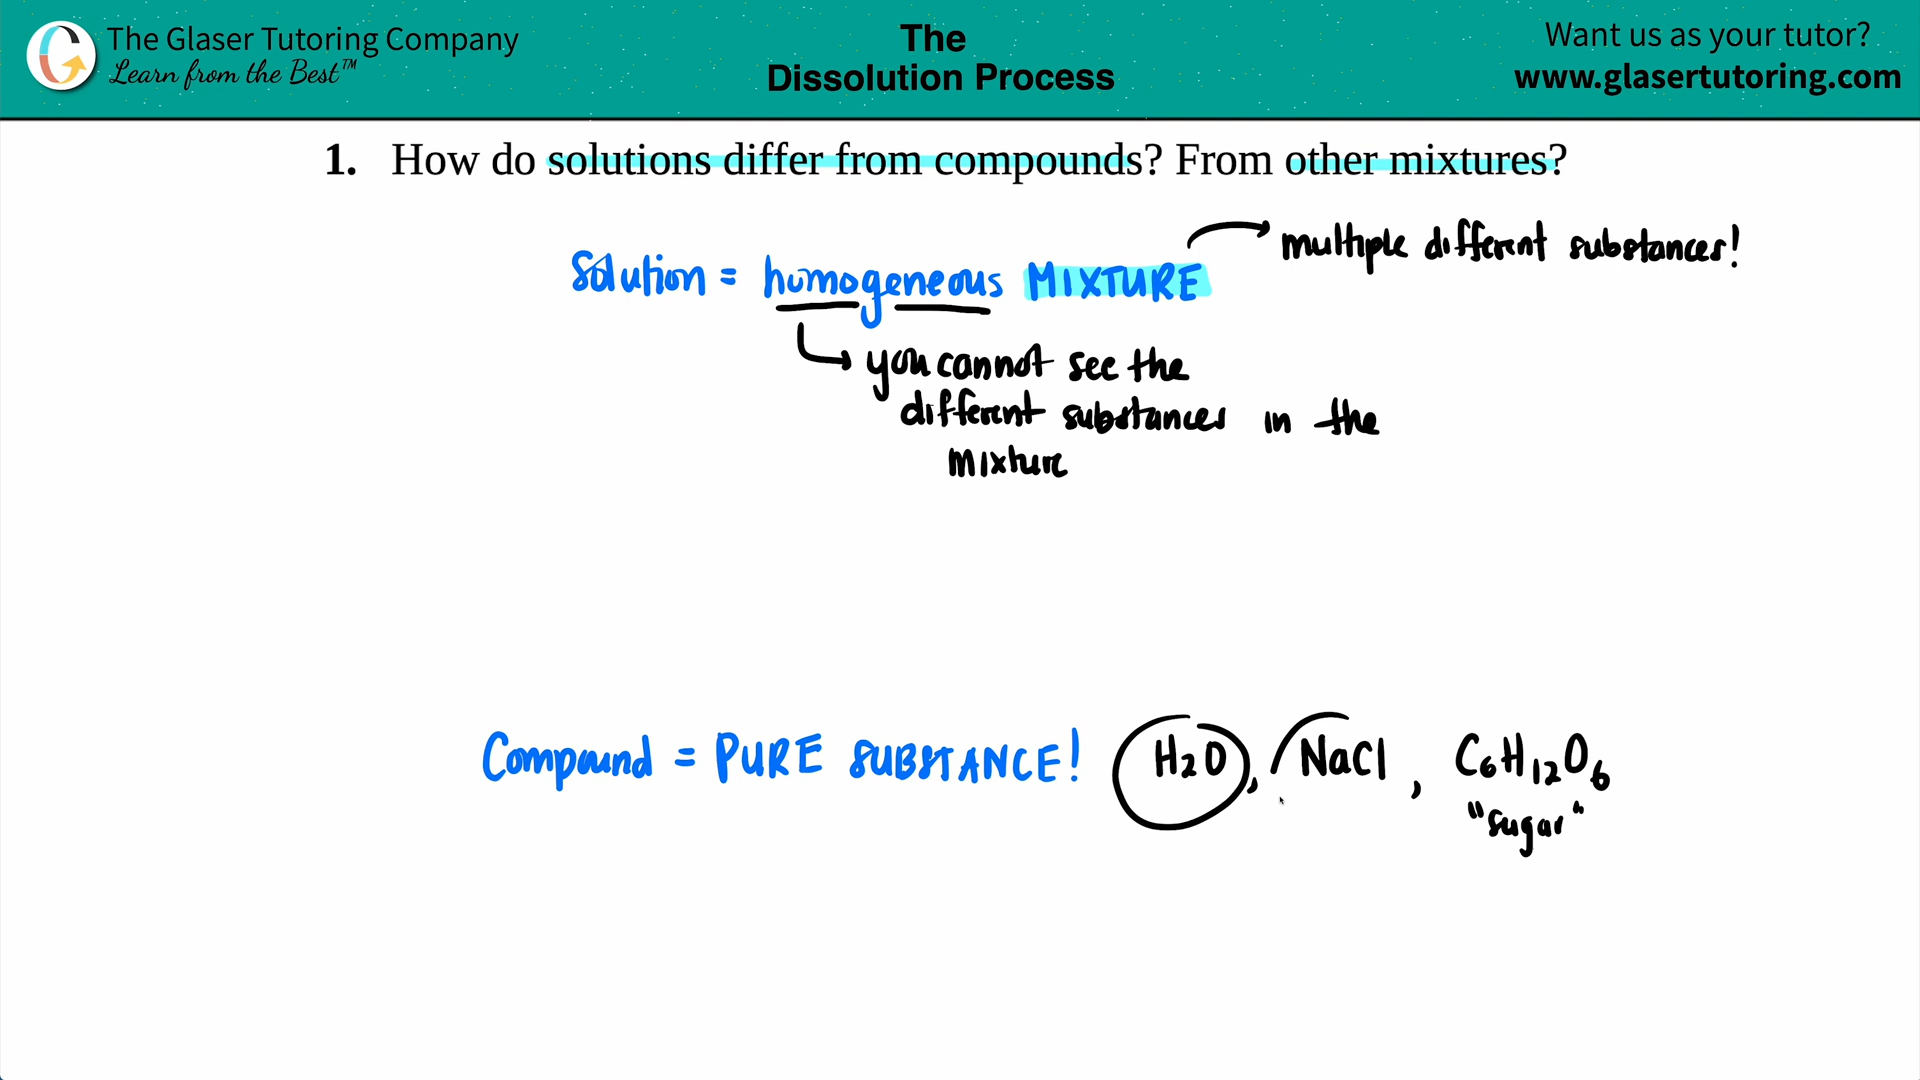 The Glaser Tutoring Company
Learn from the Best™
The
Dissolution Process
Want us as your tutor?
www.glasertutoring.com
1. How do solutions differ from compounds? From other mixtures?
Solution = homogeneous MIXTURE
multiple different substances!
you cannot see the
different substances in the
mixture
Compound = PURE SUBSTANCE! H2O, NaCl, C6H12O6
"sugar"